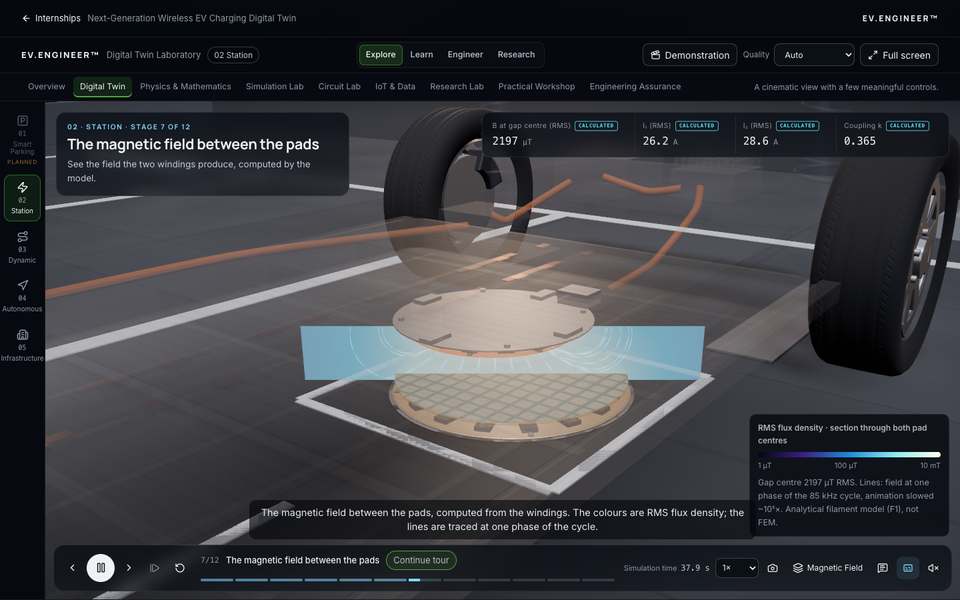 ← Internships Next-Generation Wireless EV Charging Digital Twin EV.ENGINEER™
EV.ENGINEER™ Digital Twin Laboratory 02 Station Explore Learn Engineer Research Demonstration Quality Auto Full screen
Overview Digital Twin Physics & Mathematics Simulation Lab Circuit Lab IoT & Data Research Lab Practical Workshop Engineering Assurance A cinematic view with a few meaningful controls.
01
Smart
Parking
PLANNED
02
Station
03
Dynamic
04
Autonomous
05
Infrastructure
02 · STATION · STAGE 7 OF 12
The magnetic field between the pads
See the field the two windings produce, computed by the
model.
B at gap centre (RMS) CALCULATED
2197 µT
I₁ (RMS) CALCULATED
26.2 A
I₂ (RMS) CALCULATED
28.6 A
Coupling k CALCULATED
0.365
RMS flux density · section through both pad
centres
1 µT 100 µT 10 mT
Gap centre 2197 µT RMS. Lines: field at one
phase of the 85 kHz cycle, animation slowed
Analytical filament model (F1), not
FEM.
The magnetic field between the pads, computed from the windings. The colours are RMS flux density; the
lines are traced at one phase of the cycle.
7/12 The magnetic field between the pads Continue tour
Simulation time 37.9 s 1× Magnetic Field